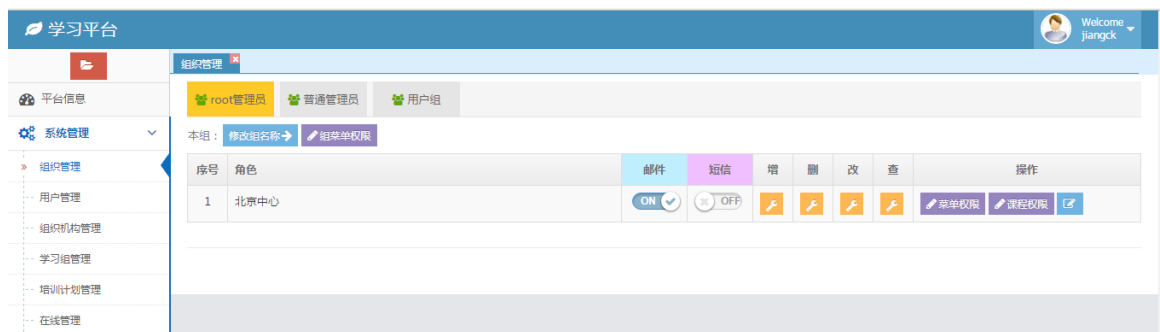 学习平台
Welcome
jiangck
组织管理
平台信息
root管理员 普通管理员 用户组
系统管理
本组： 修改组名称 组菜单权限
组织管理
序号 角色 邮件 短信 增 删 改 查 操作
用户管理
1 北京中心 ON OFF 菜单权限 课程权限
组织机构管理
学习组管理
培训计划管理
在线管理